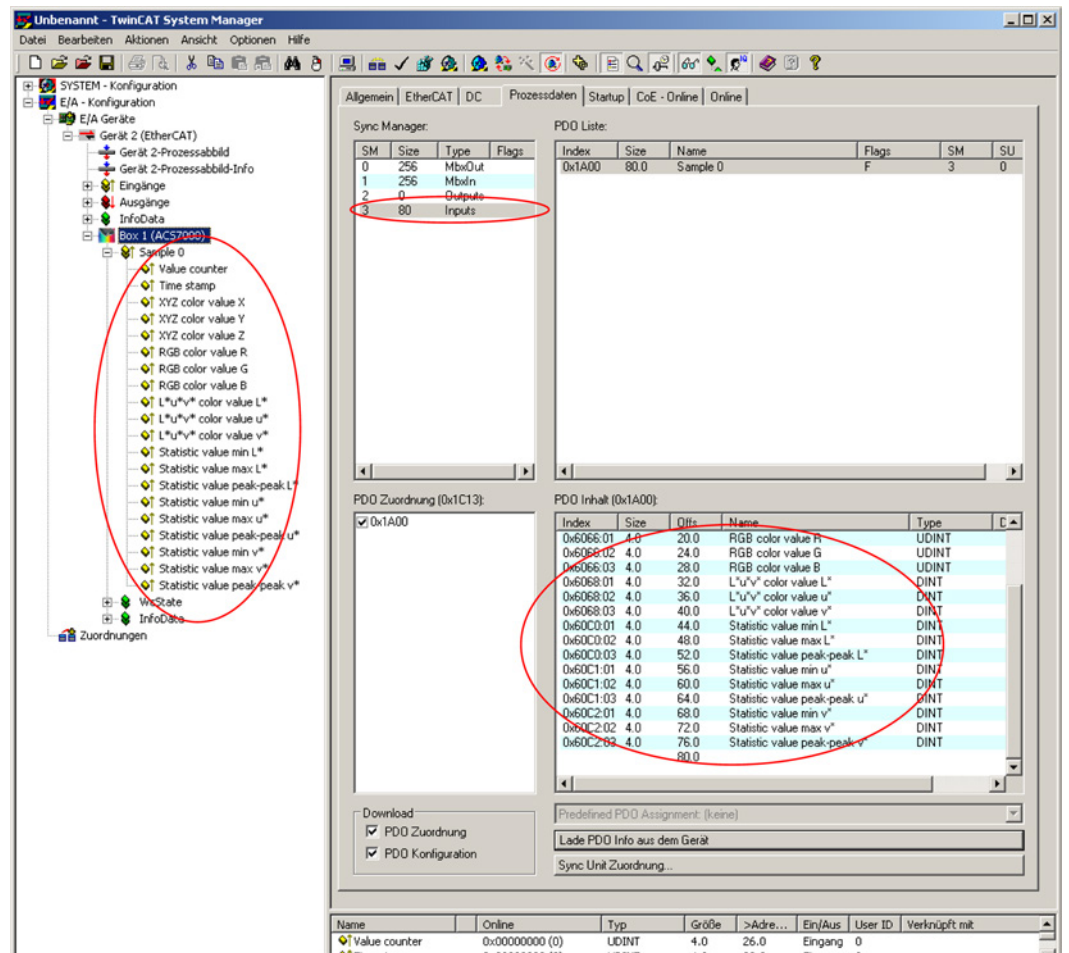 Unbenannt - TwinCAT System Manager
Datei Bearbeiten Aktionen Ansicht Optionen Hilfe
SYSTEM - Konfiguration
E/A - Konfiguration
E/A Geräte
Gerät 2 (EtherCAT)
Gerät 2-Prozessabbild
Gerät 2-Prozessabbild-Info
Eingänge
Ausgänge
InfoData
Box 1 (ACS7000)
Sample 0
Value counter
Time stamp
XYZ color value X
XYZ color value Y
XYZ color value Z
RGB color value R
RGB color value G
RGB color value B
L*u*v* color value L*
L*u*v* color value u*
L*u*v* color value v*
Statistic value min L*
Statistic value max L*
Statistic value peak-peak L*
Statistic value min u*
Statistic value max u*
Statistic value peak-peak u*
Statistic value min v*
Statistic value max v*
Statistic value peak-peak v*
WcState
InfoData
Zuordnungen
Allgemein EtherCAT DC Prozessdaten Startup CoE - Online Online
Sync Manager:
SM Size Type Flags
0 256 MbxOut
1 256 MbxIn
2 0 Outputs
3 80 Inputs
PDO Liste:
Index Size Name Flags SM SU
0x1A00 80.0 Sample 0 F 3 0
PDO Zuordnung (0x1C13):
0x1A00
PDO Inhalt (0x1A00):
Index Size Offs Name Type
0x6066:01 4.0 20.0 RGB color value R UDINT
0x6066:02 4.0 24.0 RGB color value G UDINT
0x6066:03 4.0 28.0 RGB color value B UDINT
0x6068:01 4.0 32.0 L*u*v* color value L* DINT
0x6068:02 4.0 36.0 L*u*v* color value u* DINT
0x6068:03 4.0 40.0 L*u*v* color value v* DINT
0x60C0:01 4.0 44.0 Statistic value min L* DINT
0x60C0:02 4.0 48.0 Statistic value max L* DINT
0x60C0:03 4.0 52.0 Statistic value peak-peak L* DINT
0x60C1:01 4.0 56.0 Statistic value min u* DINT
0x60C1:02 4.0 60.0 Statistic value max u* DINT
0x60C1:03 4.0 64.0 Statistic value peak-peak u* DINT
0x60C2:01 4.0 68.0 Statistic value min v* DINT
0x60C2:02 4.0 72.0 Statistic value max v* DINT
0x60C2:03 4.0 76.0 Statistic value peak-peak v* DINT
80.0
Download
PDO Zuordnung
PDO Konfiguration
Predefined PDO Assignment: (keine)
Lade PDO Info aus dem Gerät
Sync Unit Zuordnung...
Name Online Typ Größe >Adre... Ein/Aus User ID Verknüpft mit
Value counter 0x00000000 (0) UDINT 4.0 26.0 Eingang 0